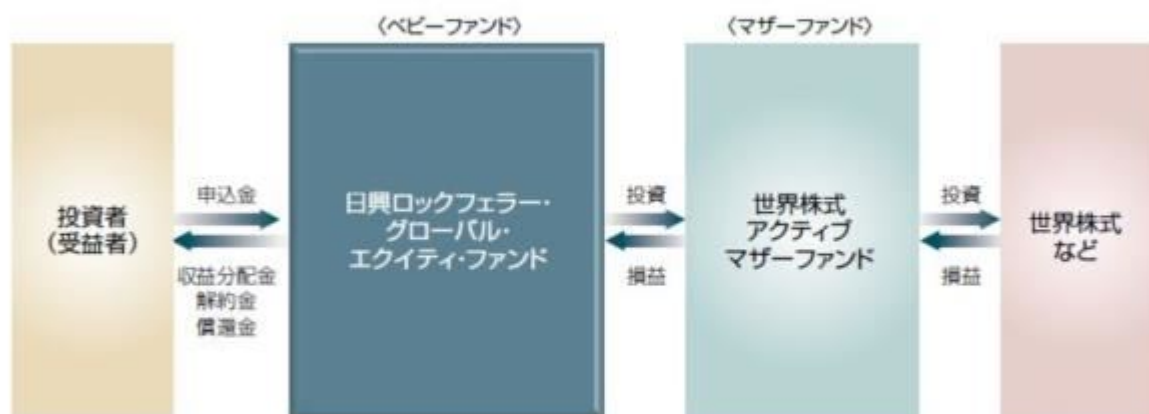 〈ベビーファンド〉
〈マザーファンド〉
投資者
(受益者)
申込金
収益分配金
解約金
償還金
日興ロックフェラー・
グローバル・
エクイティ・ファンド
投資
損益
世界株式
アクティブ
マザーファンド
投資
損益
世界株式
など